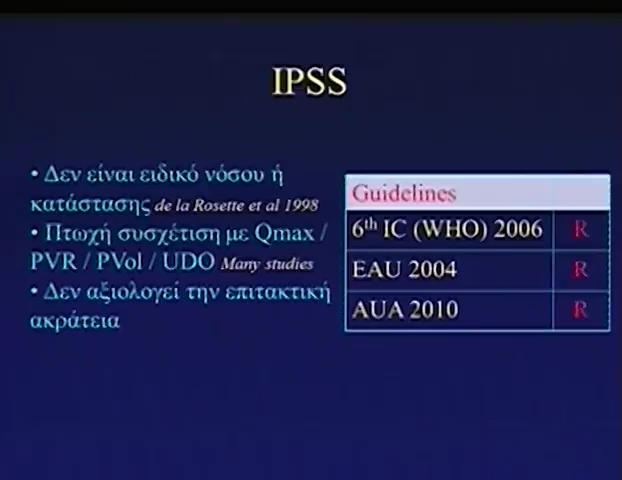 IPSS
• Δεν είναι ειδικό νόσου ή
κατάστασης de la Rosette et al 1998
• Πτωχή συσχέτιση με Qmax /
PVR / PVol / UDO Many studies
• Δεν αξιολογεί την επιτακτική
ακράτεια
Guidelines
6th IC (WHO) 2006 R
EAU 2004 R
AUA 2010 R